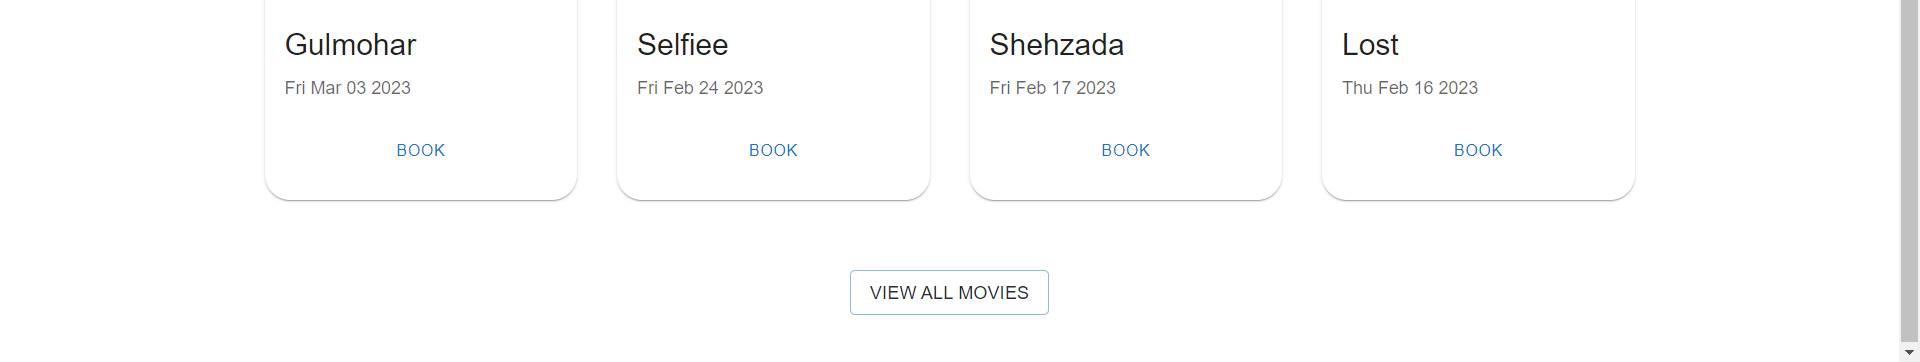 Gulmohar
Fri Mar 03 2023
BOOK
Selfiee
Fri Feb 24 2023
BOOK
Shehzada
Fri Feb 17 2023
BOOK
Lost
Thu Feb 16 2023
BOOK
VIEW ALL MOVIES